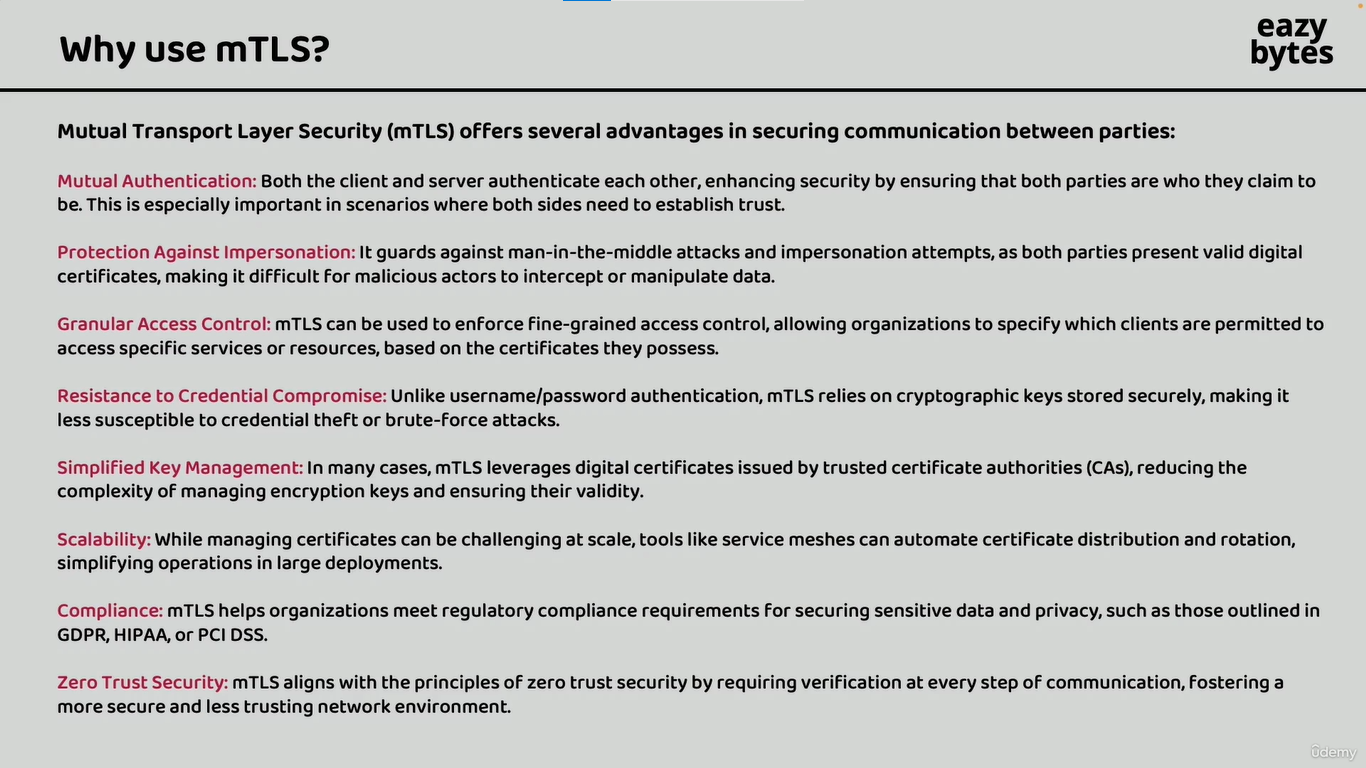 Why use mTLS?
eazy
bytes
Mutual Transport Layer Security (mTLS) offers several advantages in securing communication between parties:
Mutual Authentication: Both the client and server authenticate each other, enhancing security by ensuring that both parties are who they claim to
be. This is especially important in scenarios where both sides need to establish trust.
Protection Against Impersonation: It guards against man-in-the-middle attacks and impersonation attempts, as both parties present valid digital
certificates, making it difficult for malicious actors to intercept or manipulate data.
Granular Access Control: mTLS can be used to enforce fine-grained access control, allowing organizations to specify which clients are permitted to
access specific services or resources, based on the certificates they possess.
Resistance to Credential Compromise: Unlike username/password authentication, mTLS relies on cryptographic keys stored securely, making it
less susceptible to credential theft or brute-force attacks.
Simplified Key Management: In many cases, mTLS leverages digital certificates issued by trusted certificate authorities (CAs), reducing the
complexity of managing encryption keys and ensuring their validity.
Scalability: While managing certificates can be challenging at scale, tools like service meshes can automate certificate distribution and rotation,
simplifying operations in large deployments.
Compliance: mTLS helps organizations meet regulatory compliance requirements for securing sensitive data and privacy, such as those outlined in
GDPR, HIPAA, or PCI DSS.
Zero Trust Security: mTLS aligns with the principles of zero trust security by requiring verification at every step of communication, fostering a
more secure and less trusting network environment.
ûdemy